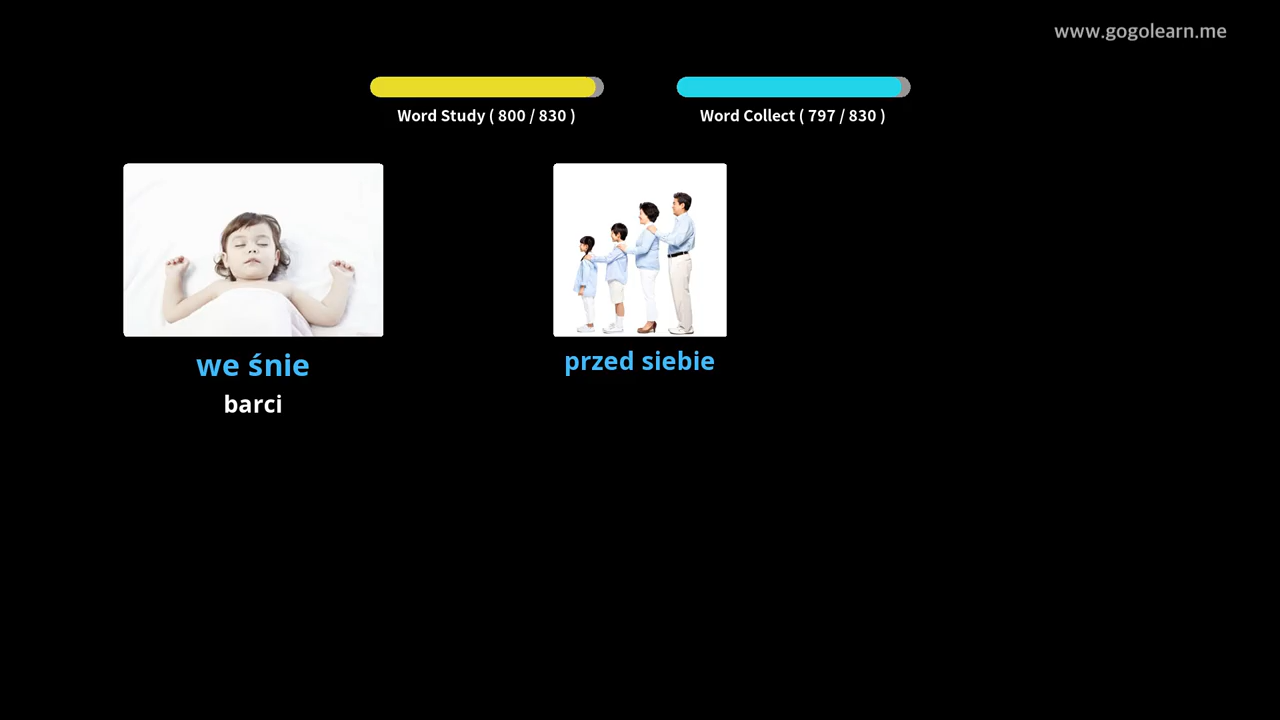 www.gogolearn.me
Word Study ( 800 / 830 )
Word Collect ( 797 / 830 )
we śnie
barci
przed siebie